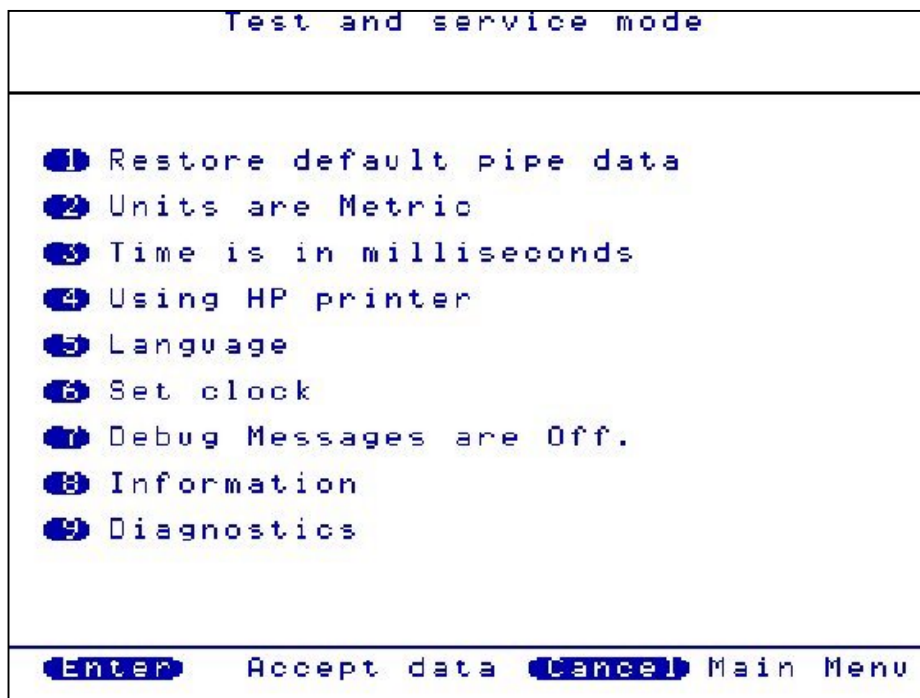 Test and service mode
1 Restore default pipe data
2 Units are Metric
3 Time is in milliseconds
4 Using HP printer
5 Language
6 Set clock
7 Debug Messages are Off.
8 Information
9 Diagnostics
Enter Accept data Cancel Main Menu